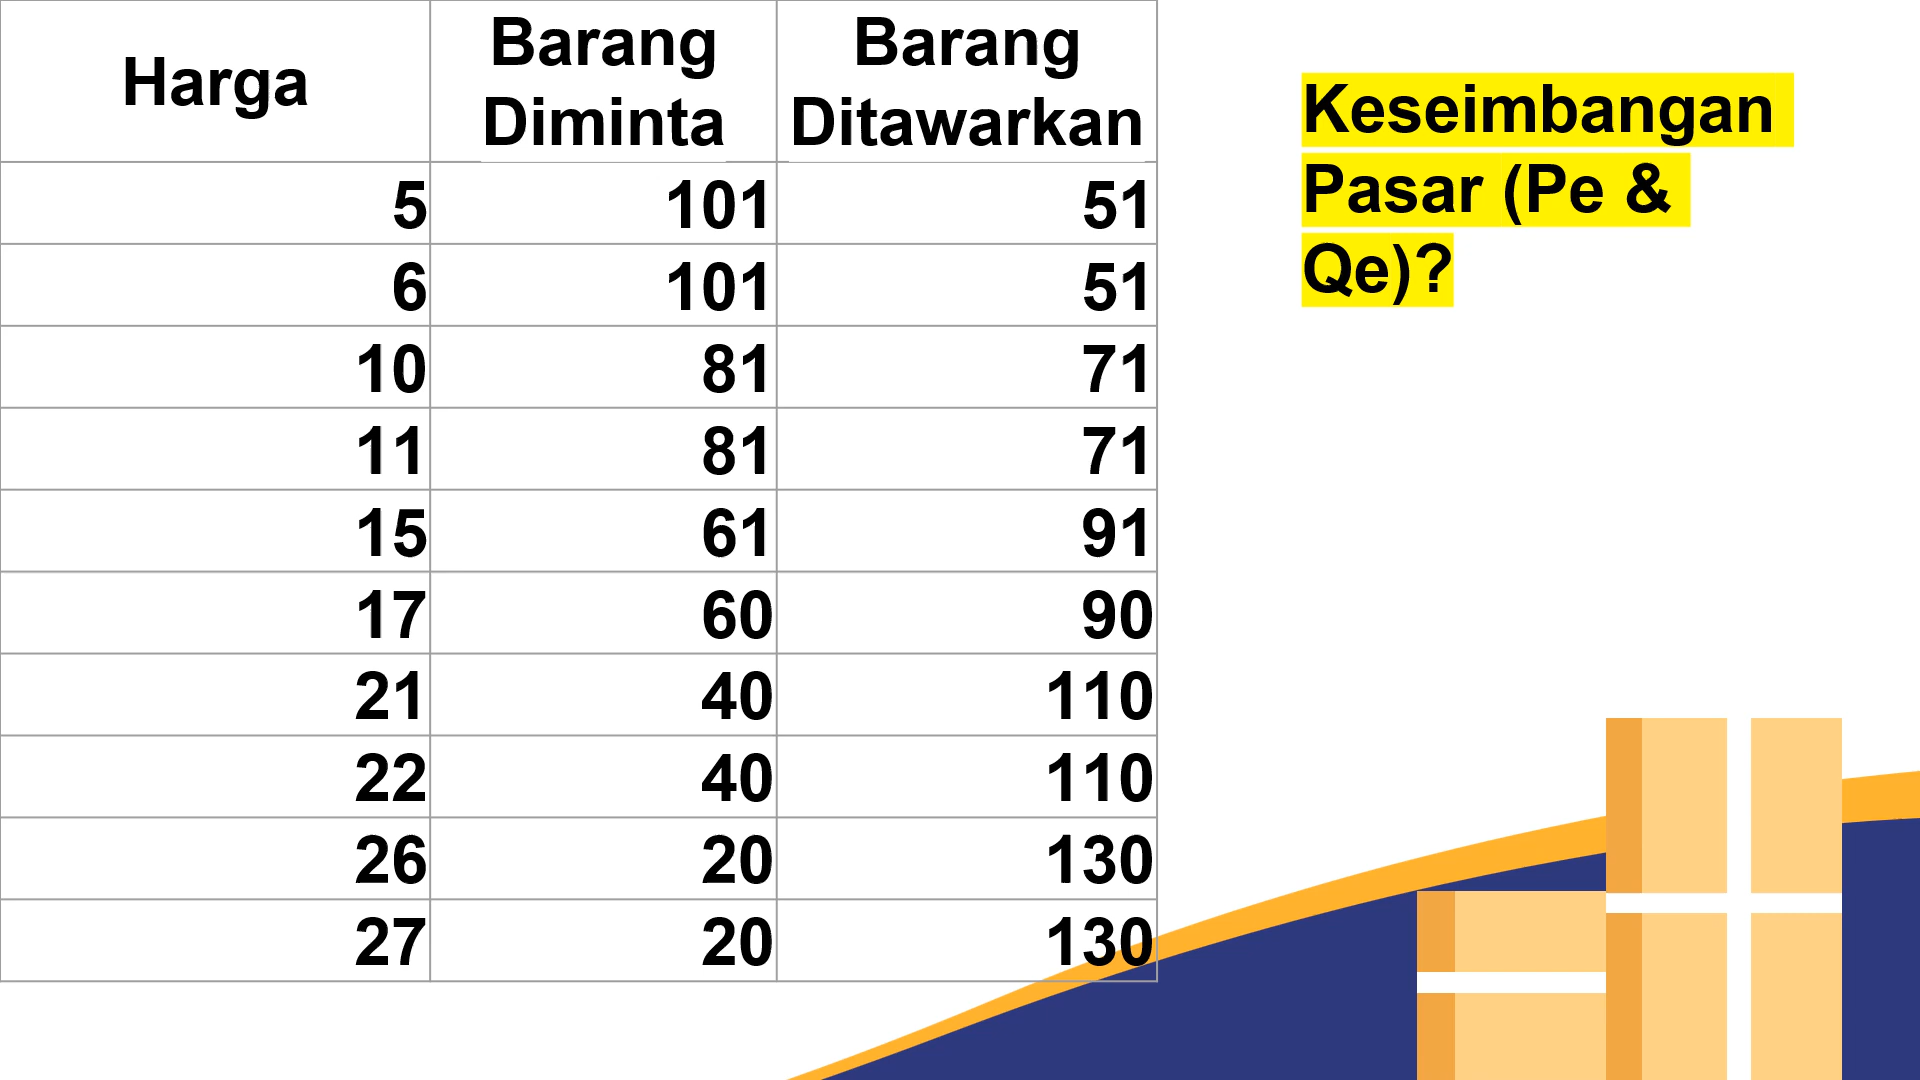 Harga
Barang
Diminta
Barang
Ditawarkan
5 101 51
6 101 51
10 81 71
11 81 71
15 61 91
17 60 90
21 40 110
22 40 110
26 20 130
27 20 130
Keseimbangan
Pasar (Pe &
Qe)?